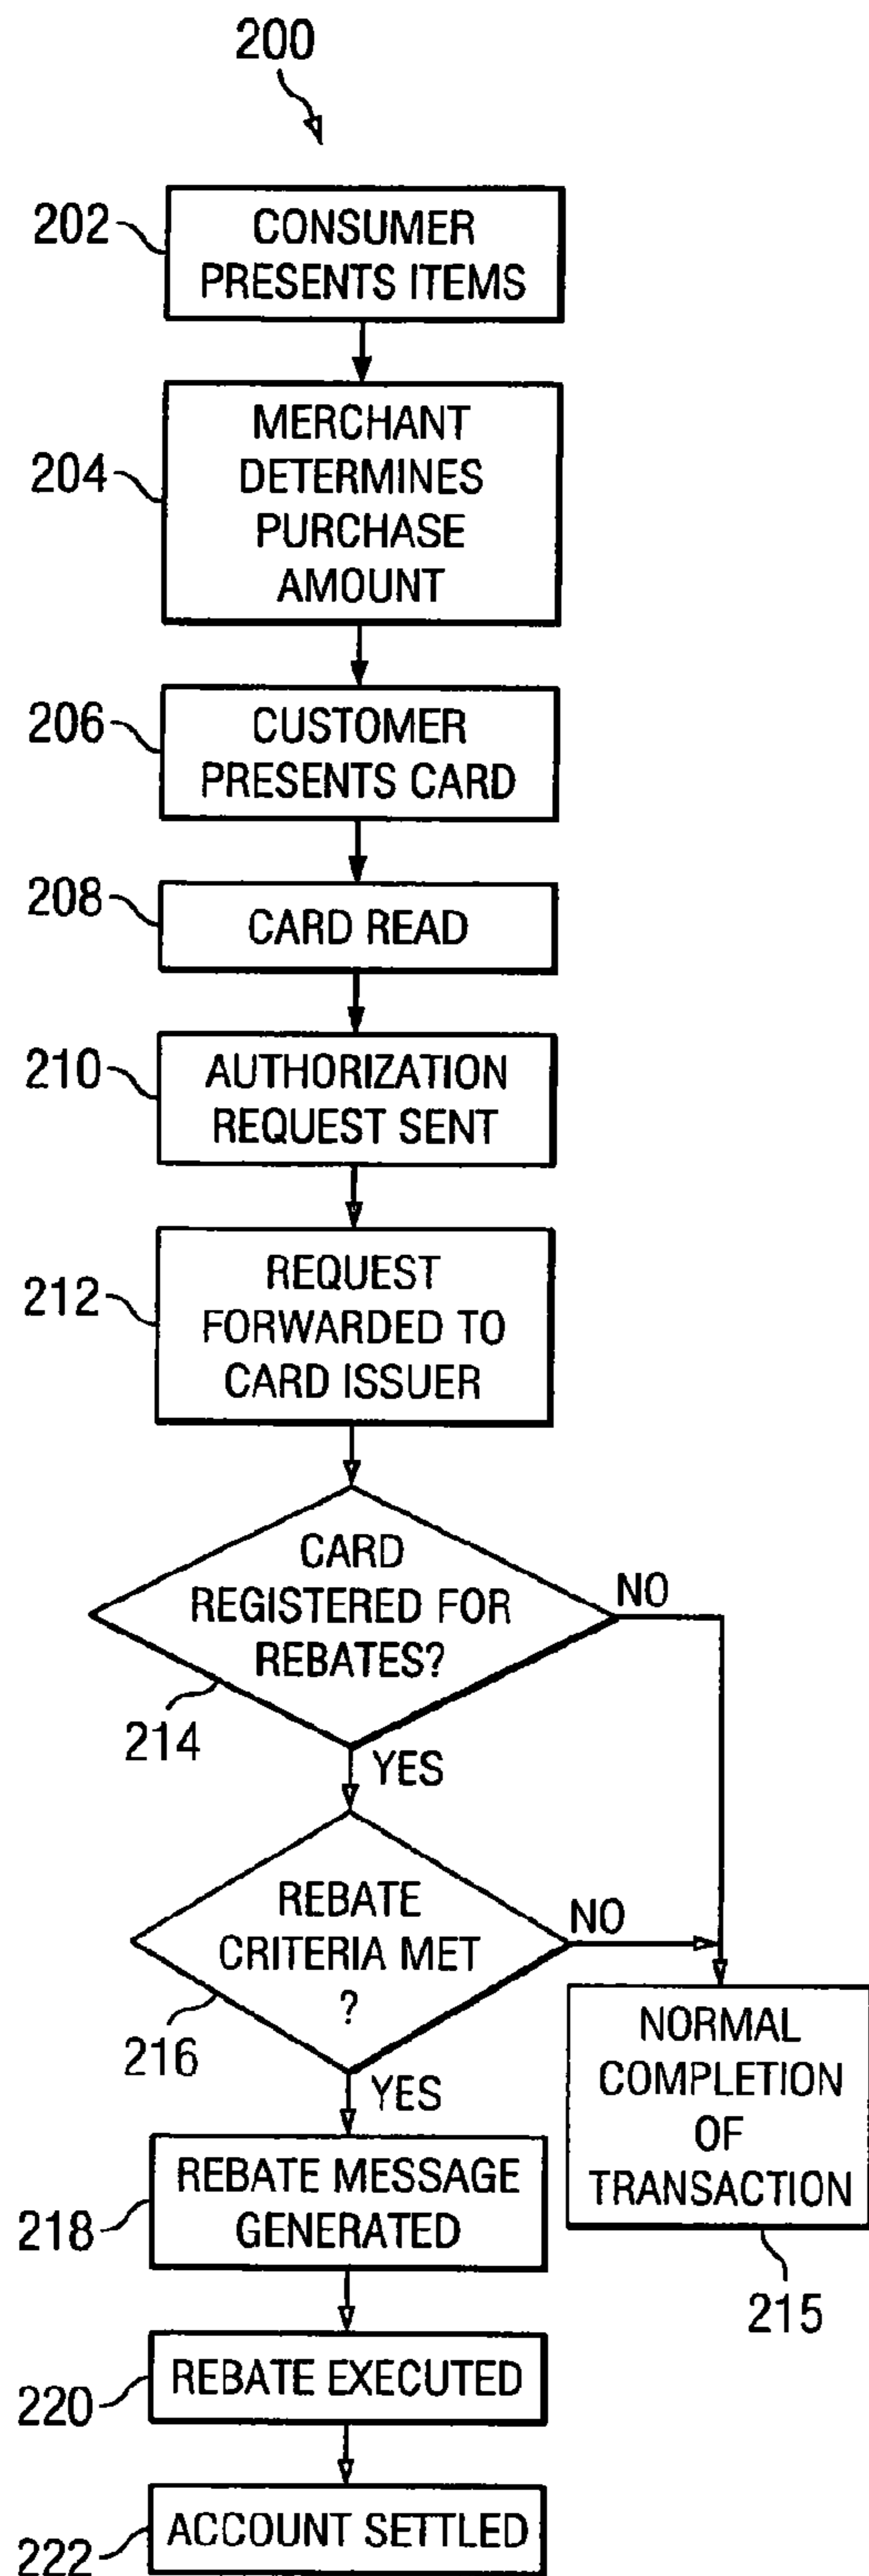 200
202
CONSUMER
PRESENTS ITEMS
204
MERCHANT
DETERMINES
PURCHASE
AMOUNT
206
CUSTOMER
PRESENTS CARD
208
CARD READ
210
AUTHORIZATION
REQUEST SENT
212
REQUEST
FORWARDED TO
CARD ISSUER
CARD
REGISTERED FOR
REBATES?
NO
214
YES
REBATE
CRITERIA MET
?
NO
216
YES
NORMAL
COMPLETION
OF
TRANSACTION
215
218
REBATE MESSAGE
GENERATED
220
REBATE EXECUTED
222
ACCOUNT SETTLED